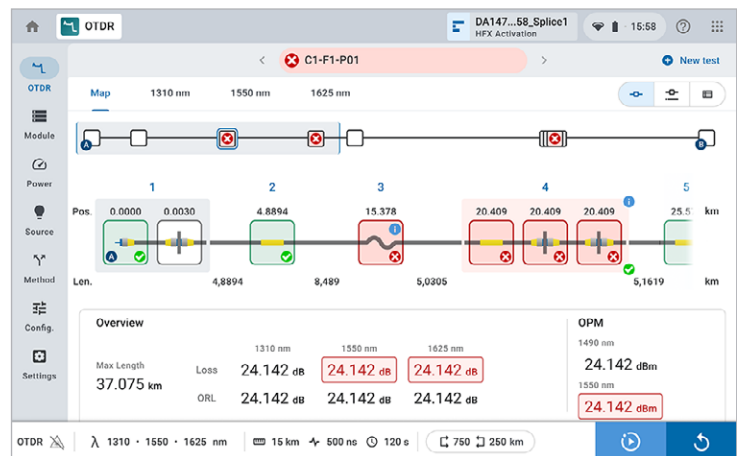 OTDR
DA147...58_Splice1
HFX Activation
15:58
C1-F1-P01
New test
OTDR
Module
Power
Source
Method
Config.
Settings
Map 1310 nm 1550 nm 1625 nm
A B
1 2 3 4 5
Pos. 0.0000 0.0030 4.8894 15.378 20.409 20.409 20.409 25.5 km
A
Len. 4,8894 8,489 5,0305 5,1619 km
Overview
1310 nm 1550 nm 1625 nm
Max Length
37.075 km
Loss 24.142 dB 24.142 dB 24.142 dB
ORL 24.142 dB 24.142 dB 24.142 dB
OPM
1490 nm
24.142 dBm
1550 nm
24.142 dBm
OTDR λ 1310 · 1550 · 1625 nm 15 km 500 ns 120 s 750 250 km